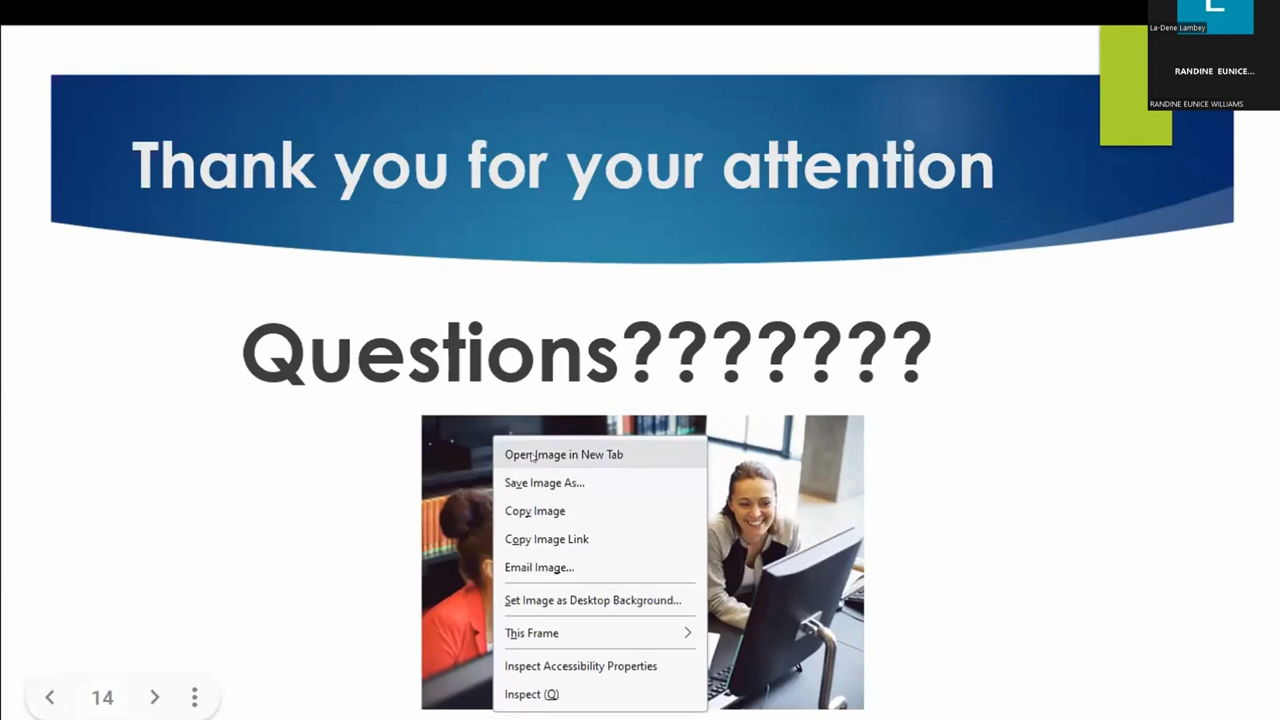 L
La-Dene Lambey
RANDINE EUNICE...
RANDINE EUNICE WILLIAMS
Thank you for your attention
Questions???????
Open Image in New Tab
Save Image As...
Copy Image
Copy Image Link
Email Image...
Set Image as Desktop Background...
This Frame
Inspect Accessibility Properties
Inspect (Q)
14